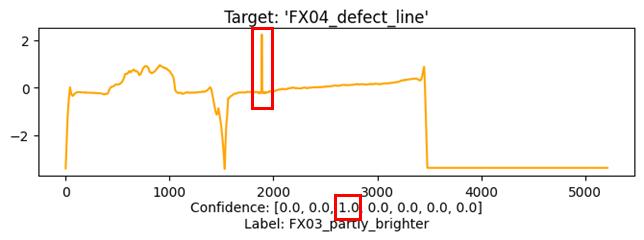 Target: 'FX04_defect_line'
2
0
−2
0 1000 2000 3000 4000 5000
Confidence: [0.0, 0.0, 1.0, 0.0, 0.0, 0.0, 0.0]
Label: FX03_partly_brighter